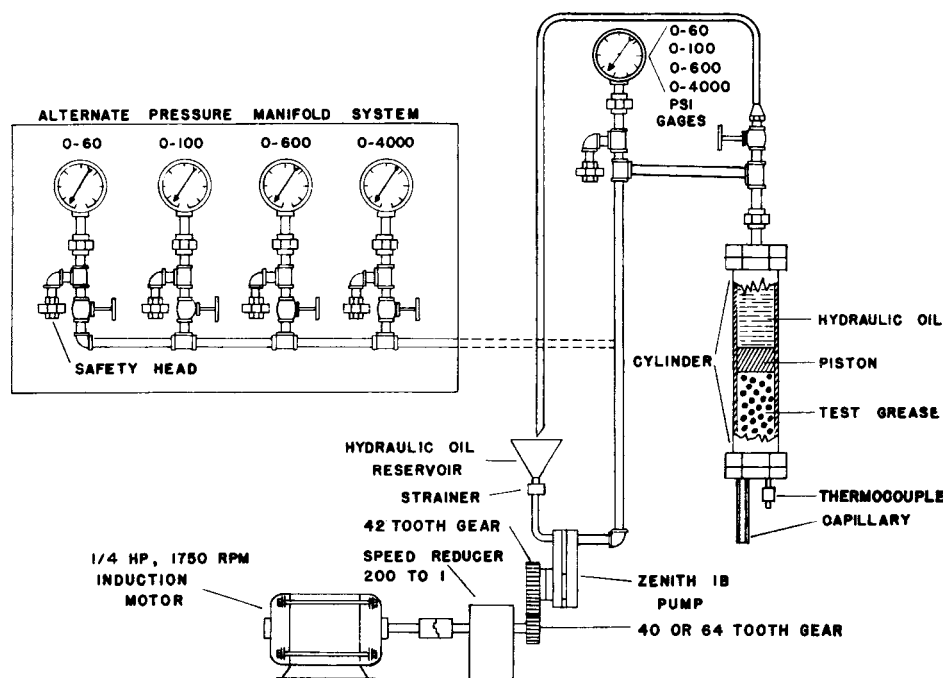 0-60
0-100
0-600
0-4000
PSI
GAGES
ALTERNATE PRESSURE MANIFOLD SYSTEM
0-60 0-100 0-600 0-4000
SAFETY HEAD
CYLINDER
HYDRAULIC OIL
PISTON
TEST GREASE
HYDRAULIC OIL
RESERVOIR
STRAINER
THERMOCOUPLE
CAPILLARY
42 TOOTH GEAR
SPEED REDUCER
200 TO 1
1/4 HP, 1750 RPM
INDUCTION
MOTOR
ZENITH 1B
PUMP
40 OR 64 TOOTH GEAR